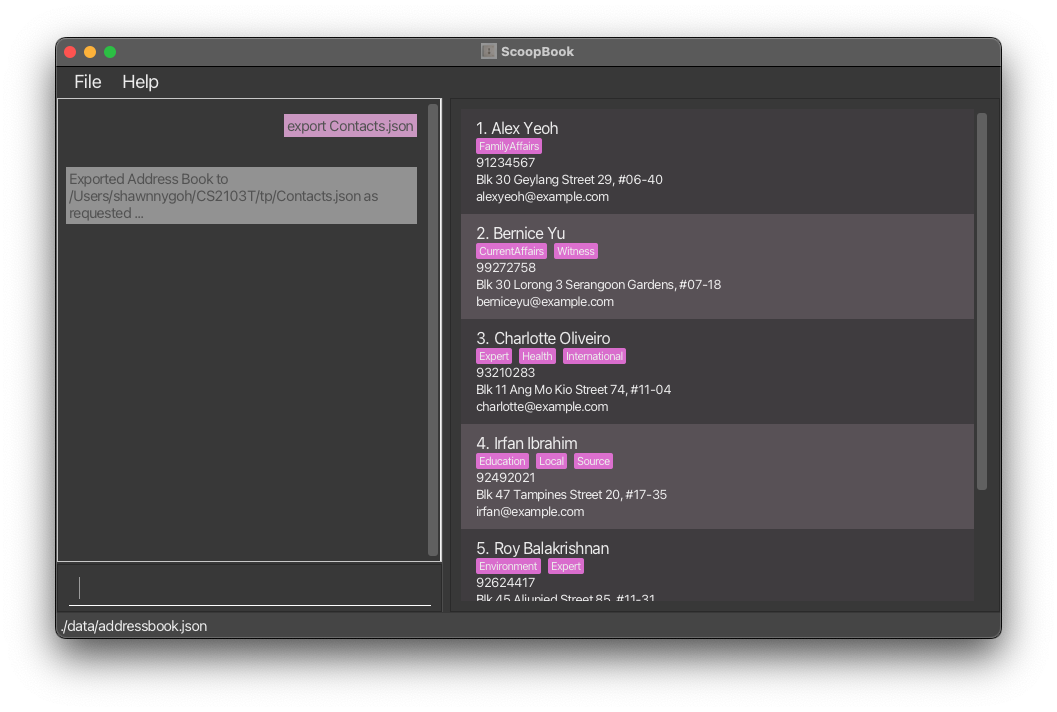 ScoopBook
File Help
export Contacts.json
Exported Address Book to
/Users/shawnnygoh/CS2103T/tp/Contacts.json as
requested ...
1. Alex Yeoh
FamilyAffairs
91234567
Blk 30 Geylang Street 29, #06-40
alexyeoh@example.com
2. Bernice Yu
CurrentAffairs Witness
99272758
Blk 30 Lorong 3 Serangoon Gardens, #07-18
berniceyu@example.com
3. Charlotte Oliveiro
Expert Health International
93210283
Blk 11 Ang Mo Kio Street 74, #11-04
charlotte@example.com
4. Irfan Ibrahim
Education Local Source
92492021
Blk 47 Tampines Street 20, #17-35
irfan@example.com
5. Roy Balakrishnan
Environment Expert
92624417
Blk 45 Aljunied Street 85, #11-31
./data/addressbook.json